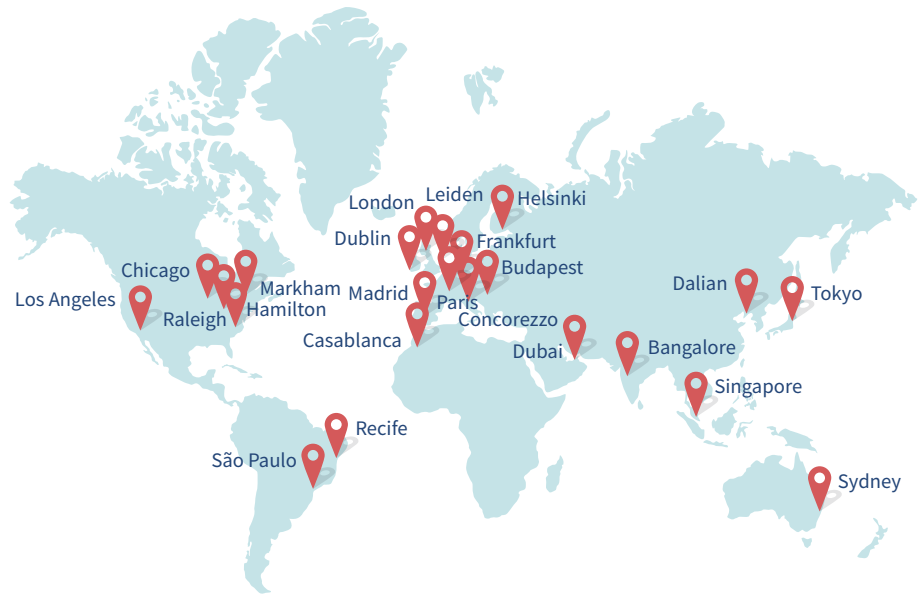 Leiden
Helsinki
London
Dublin
Frankfurt
Chicago
Budapest
Markham
Dalian
Los Angeles
Madrid
Tokyo
Paris
Hamilton
Raleigh
Concorezzo
Casablanca
Dubai
Bangalore
Singapore
Recife
São Paulo
Sydney